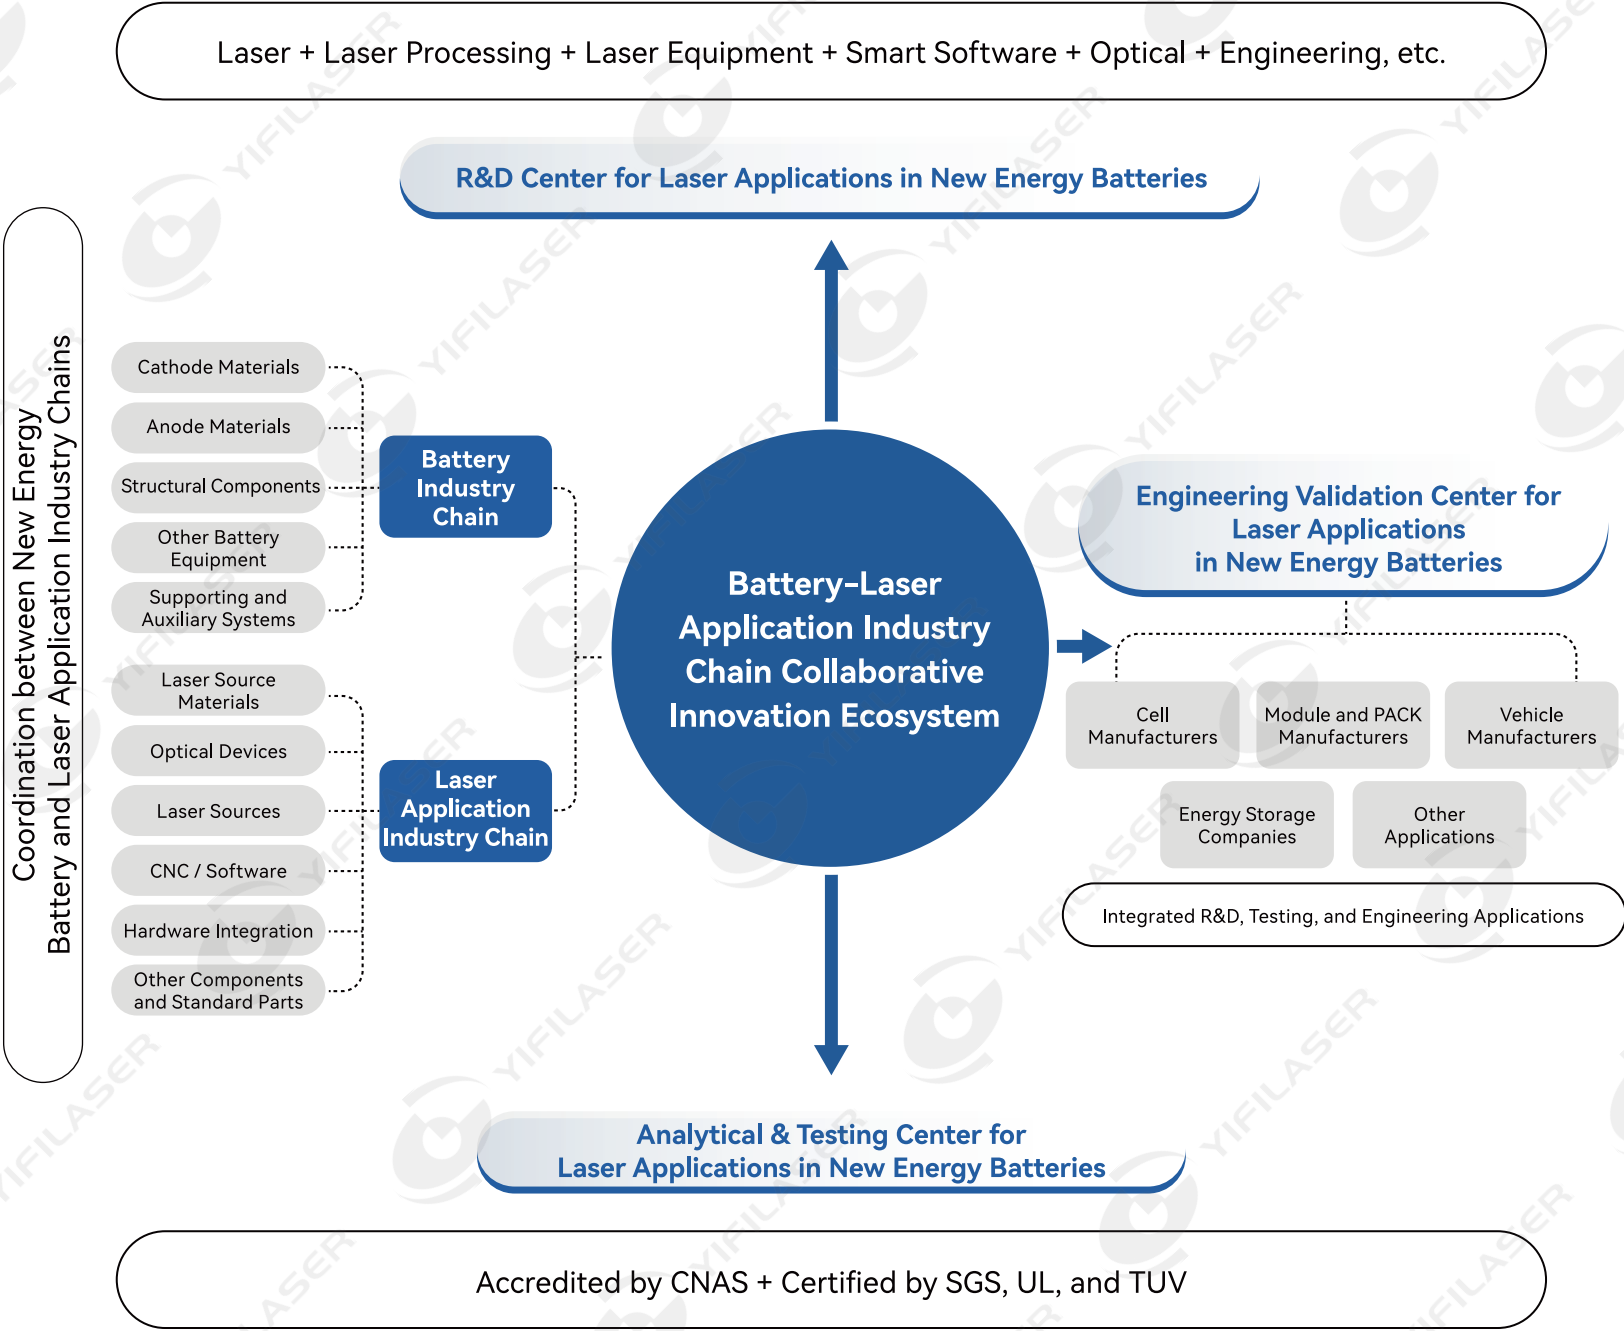 Laser + Laser Processing + Laser Equipment + Smart Software + Optical + Engineering, etc.
R&D Center for Laser Applications in New Energy Batteries
Coordination between New Energy
Battery and Laser Application Industry Chains
Cathode Materials
Anode Materials
Structural Components
Other Battery
Equipment
Supporting and
Auxiliary Systems
Battery
Industry
Chain
Laser Source
Materials
Optical Devices
Laser Sources
CNC / Software
Hardware Integration
Other Components
and Standard Parts
Laser
Application
Industry Chain
Battery-Laser
Application Industry
Chain Collaborative
Innovation Ecosystem
Engineering Validation Center for
Laser Applications
in New Energy Batteries
Cell
Manufacturers
Module and PACK
Manufacturers
Vehicle
Manufacturers
Energy Storage
Companies
Other
Applications
Integrated R&D, Testing, and Engineering Applications
Analytical & Testing Center for
Laser Applications in New Energy Batteries
Accredited by CNAS + Certified by SGS, UL, and TUV
YIFILASER